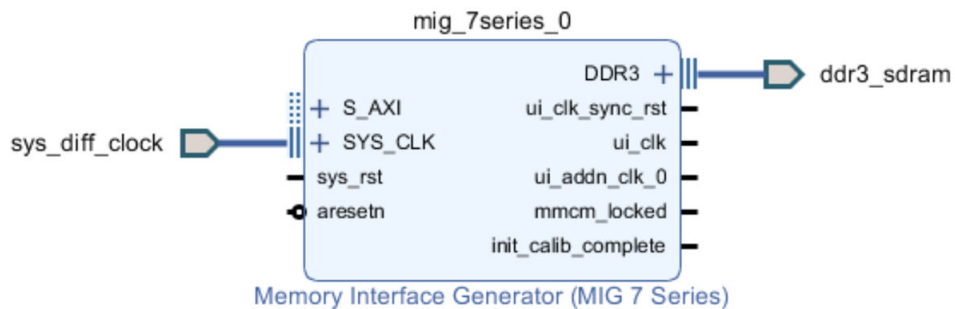 mig_7series_0
DDR3
ddr3_sdram
S_AXI
ui_clk_sync_rst
sys_diff_clock
SYS_CLK
ui_clk
sys_rst
ui_addn_clk_0
aresetn
mmcm_locked
init_calib_complete
Memory Interface Generator (MIG 7 Series)